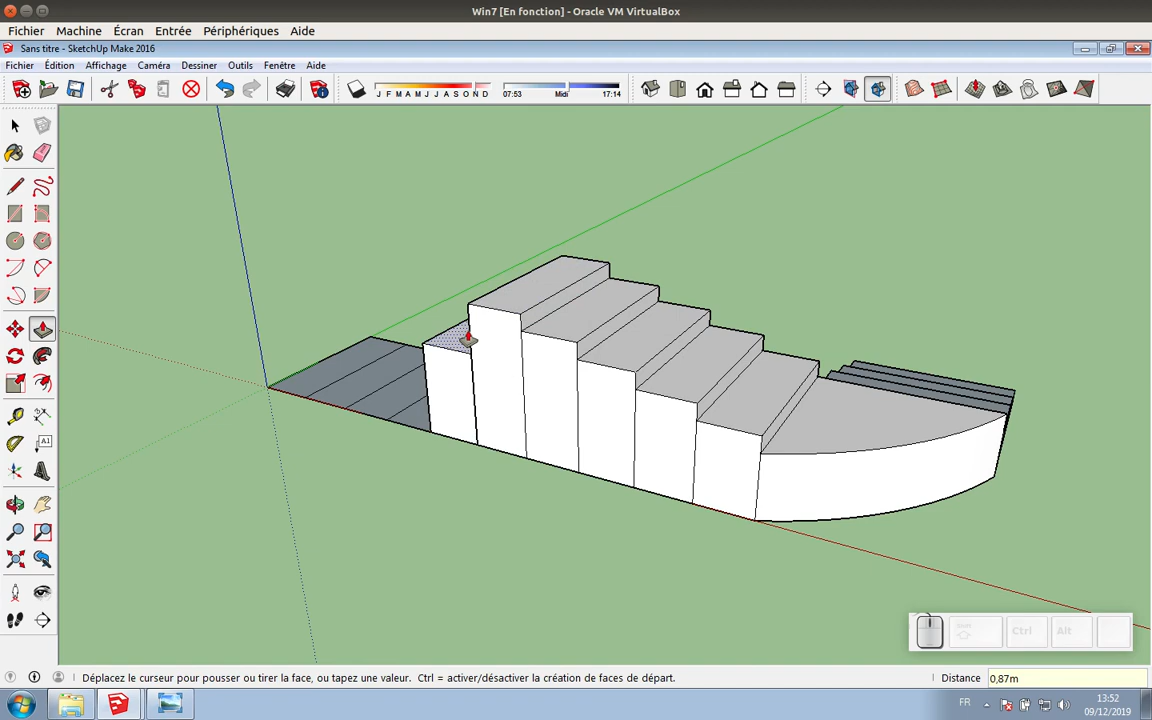 Win7 [En fonction] - Oracle VM VirtualBox
Fichier Machine Écran Entrée Périphériques Aide
Sans titre - SketchUp Make 2016
Fichier Édition Affichage Caméra Dessiner Outils Fenêtre Aide
J F M A M J J A S O N D
07:53 Midi 17:14
A1
Ctrl Alt
Déplacez le curseur pour pousser ou tirer la face, ou tapez une valeur. Ctrl = activer/désactiver la création de faces de départ.
Distance 0,87m
FR
13:52
09/12/2019